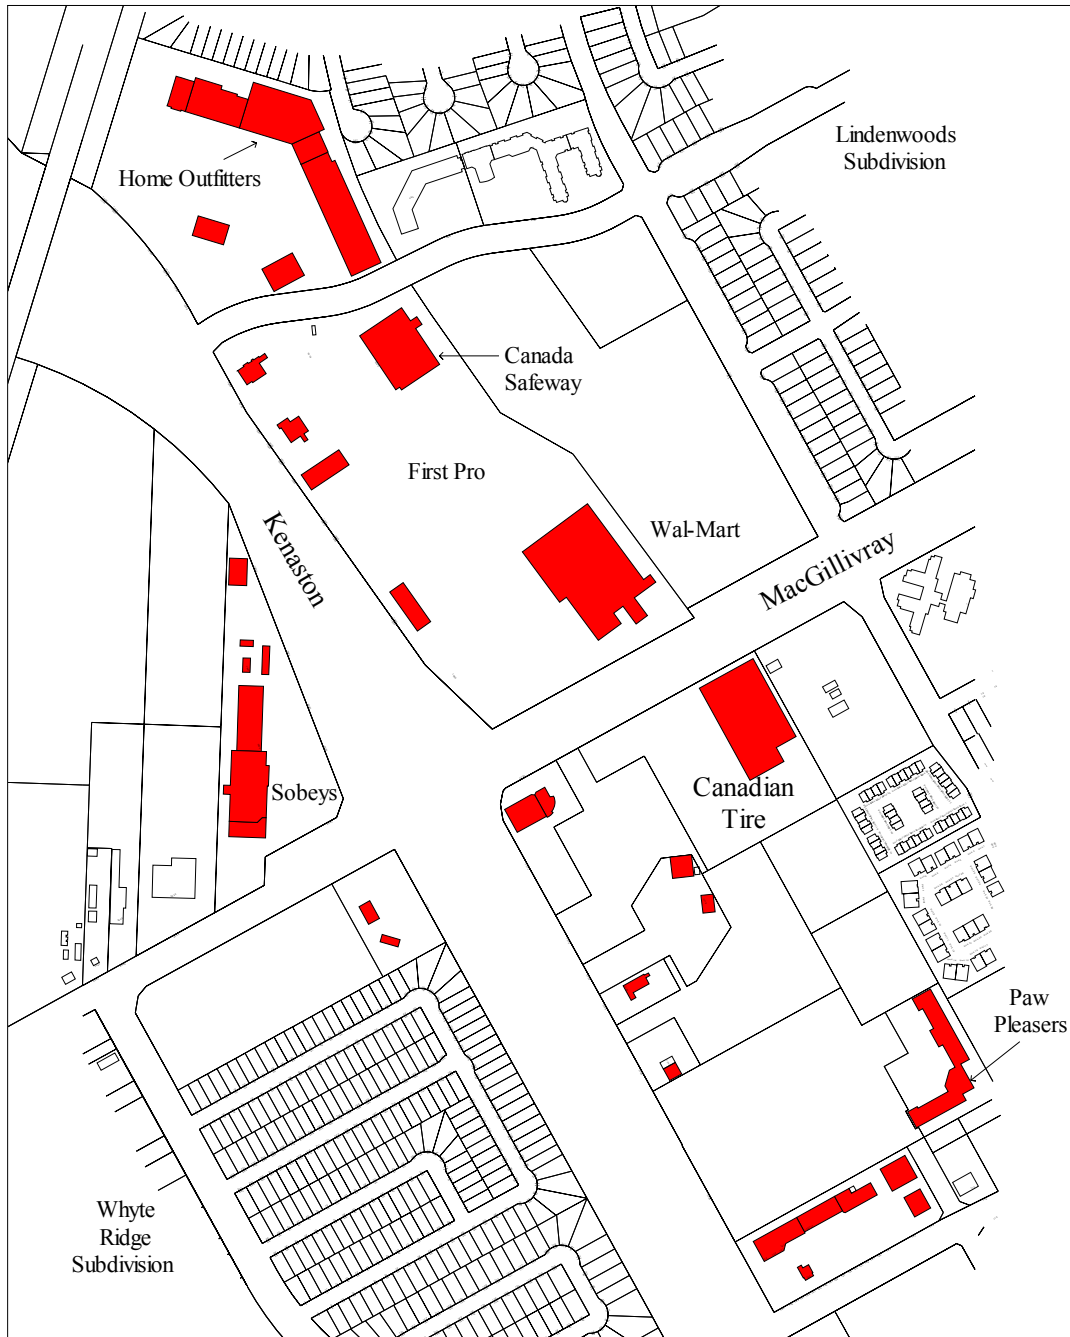 Lindenwoods
Subdivision
Home Outfitters
Canada
Safeway
First Pro
Wal-Mart
Kenaston
MacGillivray
Sobeys
Canadian
Tire
Paw
Pleasers
Whyte
Ridge
Subdivision